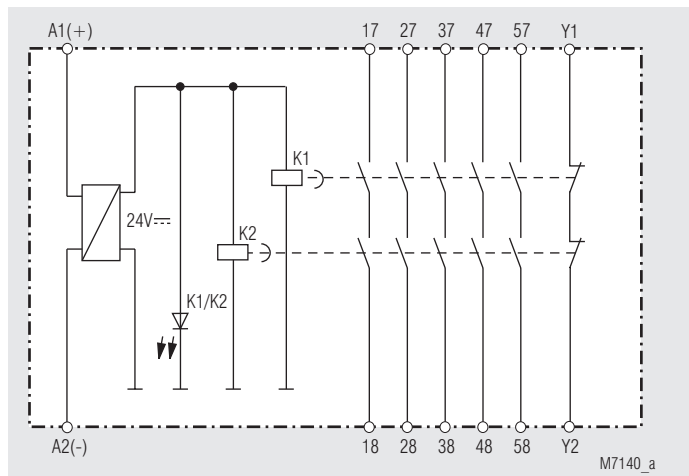 A1(+) 17 27 37 47 57 Y1
K1
24V
K2
K1/K2
A2(-) 18 28 38 48 58 Y2
M7140_a